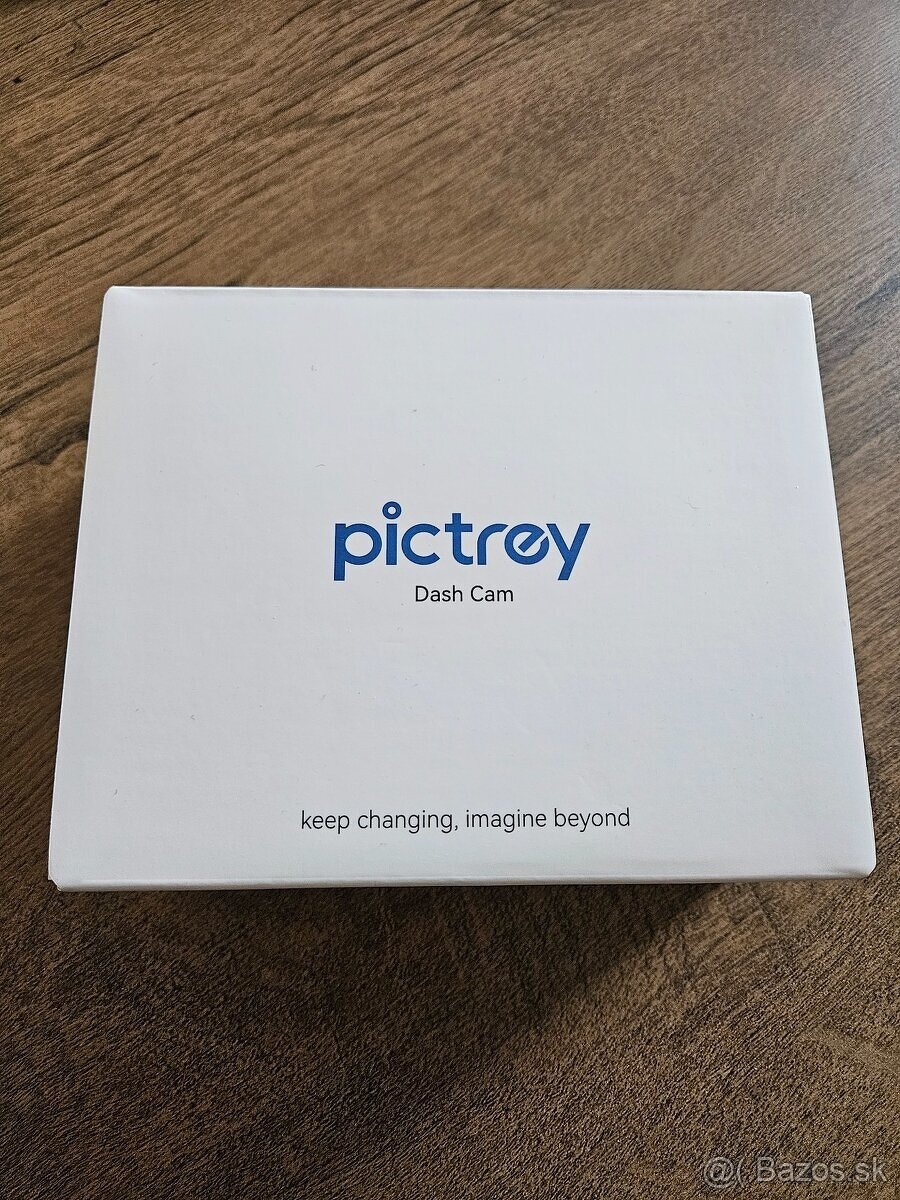 pictrey
Dash Cam
keep changing, imagine beyond
@( Bazos.sk